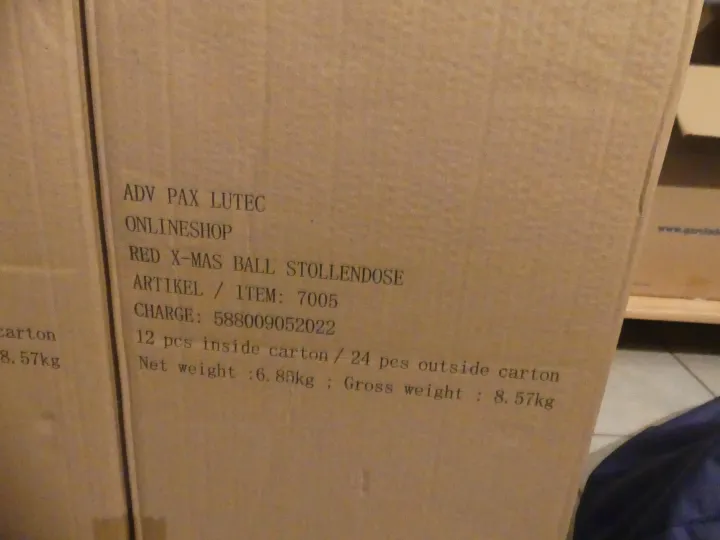 ADV PAX LUTEC
ONLINESHOP
RED X-MAS BALL STOLLENDOSE
ARTIKEL / ITEM: 7005
CHARGE: 588009052022
12 pcs inside carton / 24 pcs outside carton
Net weight :6.85kg ; Gross weight : 8.57kg
carton
8.57kg